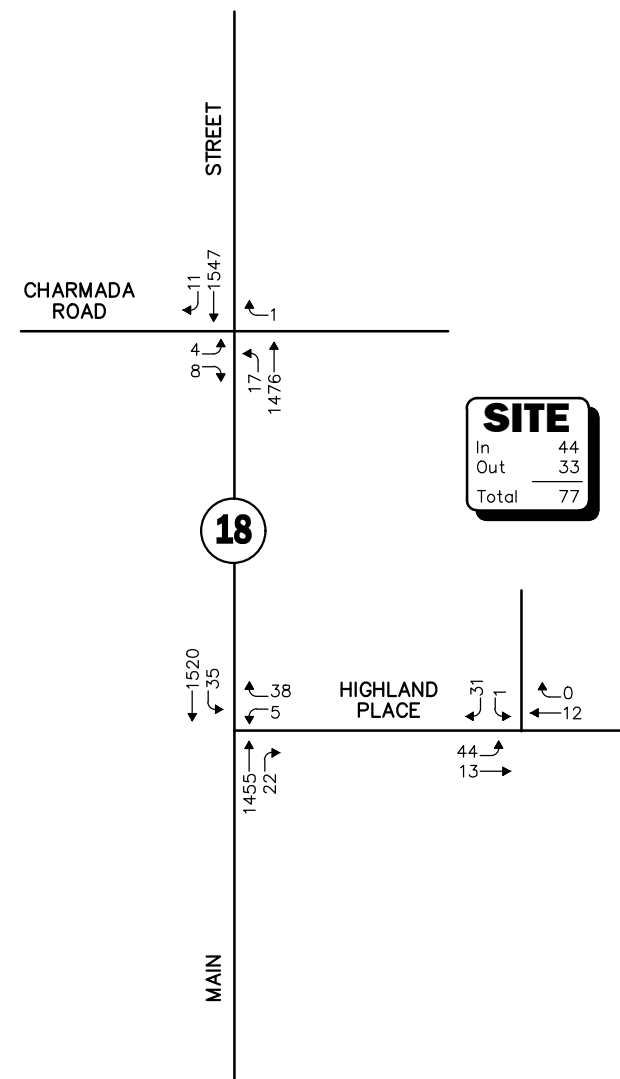 STREET
11
1547
CHARMADA
ROAD
1
4
8
17
1476
SITE
In 44
Out 33
Total 77
18
1520
35
38
5
HIGHLAND
PLACE
31
1
0
12
44
13
1455
22
MAIN